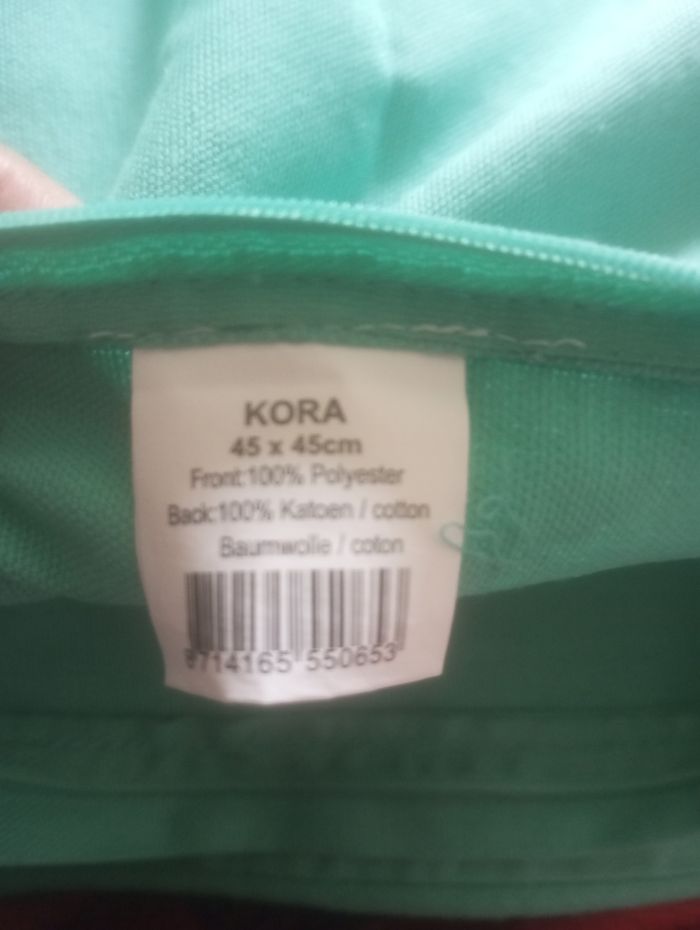 KORA
45 x 45cm
Front:100% Polyester
Back:100% Katoen / cotton
Baumwolle / coton
8714165 550653